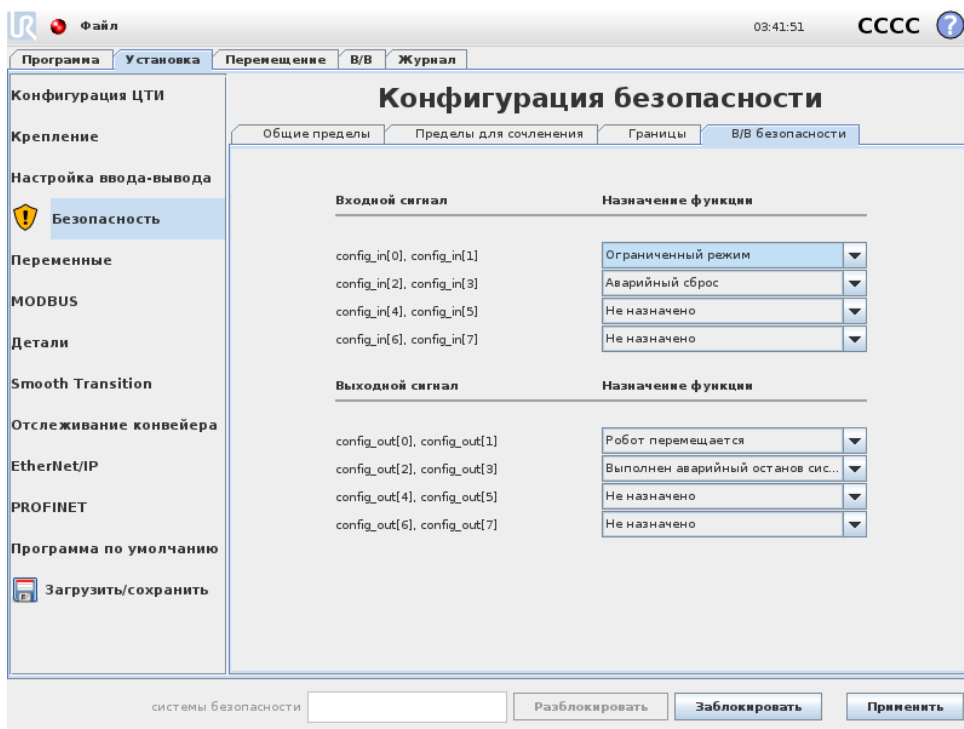 UR Файл 03:41:51 CCCC ?
Программа Установка Перемещение В/В Журнал
Конфигурация ЦТИ
Крепление
Настройка ввода-вывода
Безопасность
Переменные
MODBUS
Детали
Smooth Transition
Отслеживание конвейера
EtherNet/IP
PROFINET
Программа по умолчанию
Загрузить/сохранить
Конфигурация безопасности
Общие пределы Пределы для сочленения Границы В/В безопасности
Входной сигнал Назначение функции
config_in[0], config_in[1] Ограниченный режим
config_in[2], config_in[3] Аварийный сброс
config_in[4], config_in[5] Не назначено
config_in[6], config_in[7] Не назначено
Выходной сигнал Назначение функции
config_out[0], config_out[1] Робот перемещается
config_out[2], config_out[3] Выполнен аварийный останов сис...
config_out[4], config_out[5] Не назначено
config_out[6], config_out[7] Не назначено
системы безопасности Разблокировать Заблокировать Применить